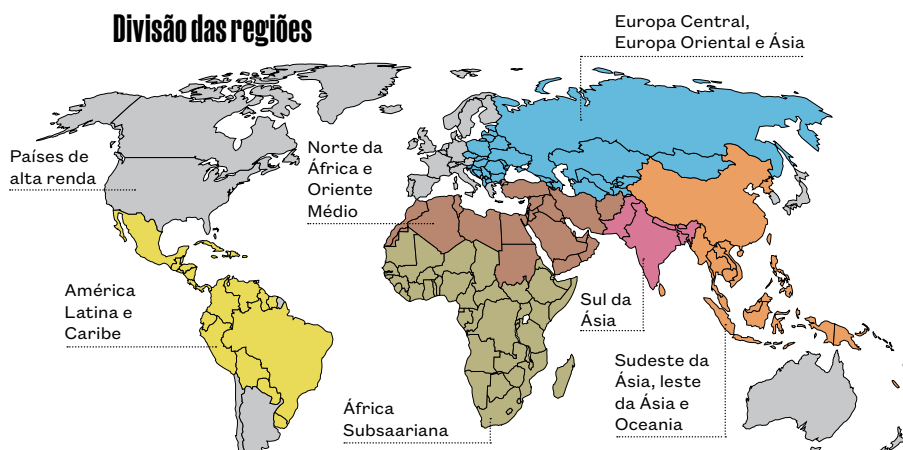 Divisão das regiões
Europa Central,
Europa Oriental e Ásia
Países de
alta renda
Norte da
África e
Oriente
Médio
América
Latina e
Caribe
Sul da
Ásia
África
Subsaariana
Sudeste da
Ásia, leste
da Ásia e
Oceania